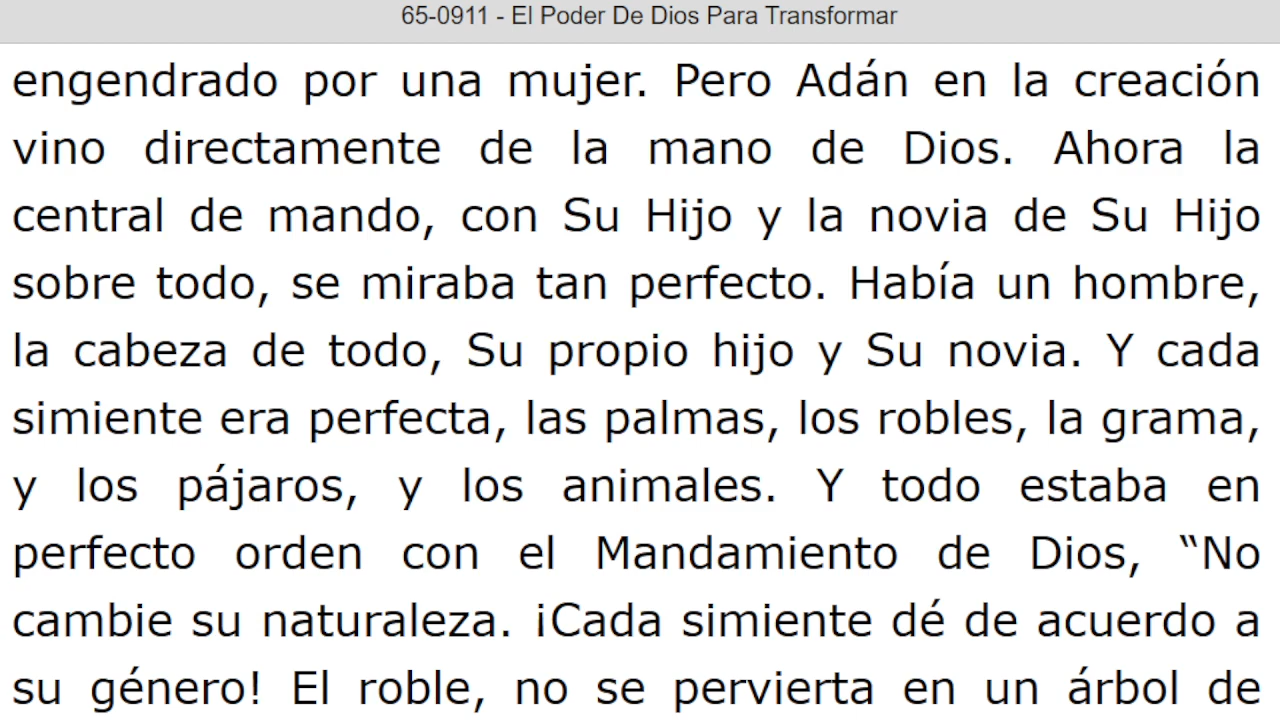 65-0911 - El Poder De Dios Para Transformar
engendrado por una mujer. Pero Adán en la creación
vino directamente de la mano de Dios. Ahora la
central de mando, con Su Hijo y la novia de Su Hijo
sobre todo, se miraba tan perfecto. Había un hombre,
la cabeza de todo, Su propio hijo y Su novia. Y cada
simiente era perfecta, las palmas, los robles, la grama,
y los pájaros, y los animales. Y todo estaba en
perfecto orden con el Mandamiento de Dios, “No
cambie su naturaleza. ¡Cada simiente dé de acuerdo a
su género! El roble, no se pervierta en un árbol de